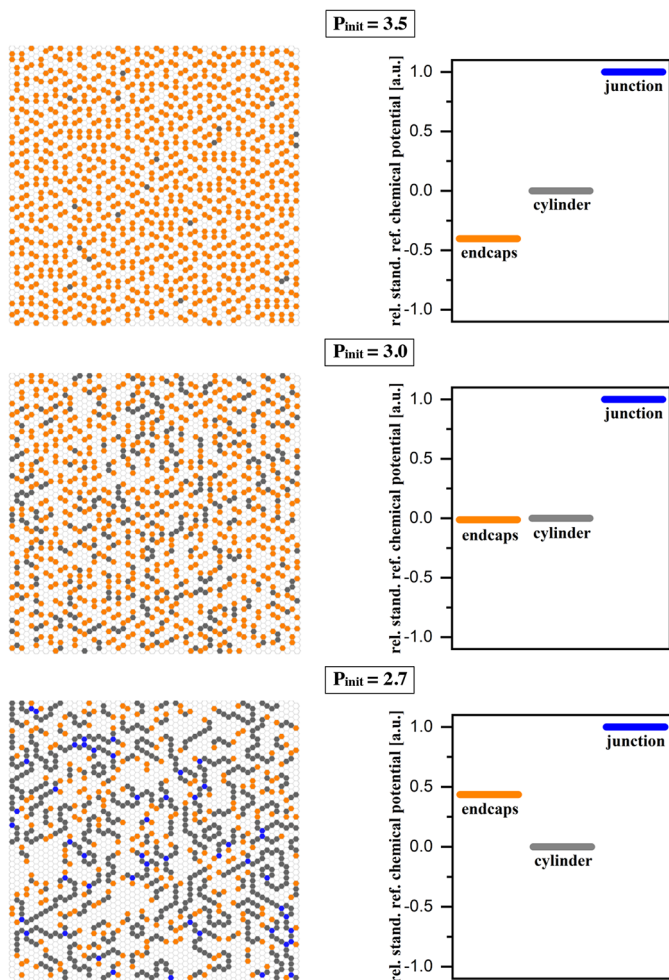 Pinit = 3.5
rel. stand. ref. chemical potential [a.u.]
1.0
0.5
0.0
-0.5
-1.0
junction
cylinder
endcaps
Pinit = 3.0
rel. stand. ref. chemical potential [a.u.]
1.0
0.5
0.0
-0.5
-1.0
junction
endcaps
cylinder
Pinit = 2.7
rel. stand. ref. chemical potential [a.u.]
1.0
0.5
0.0
-0.5
-1.0
junction
endcaps
cylinder